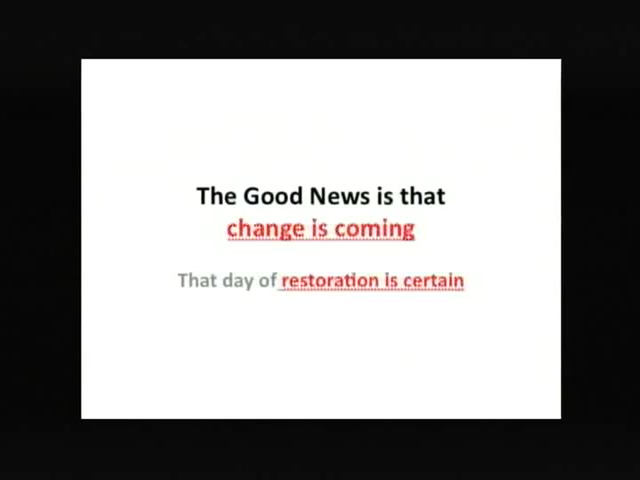 The Good News is that
change is coming
That day of restoration is certain